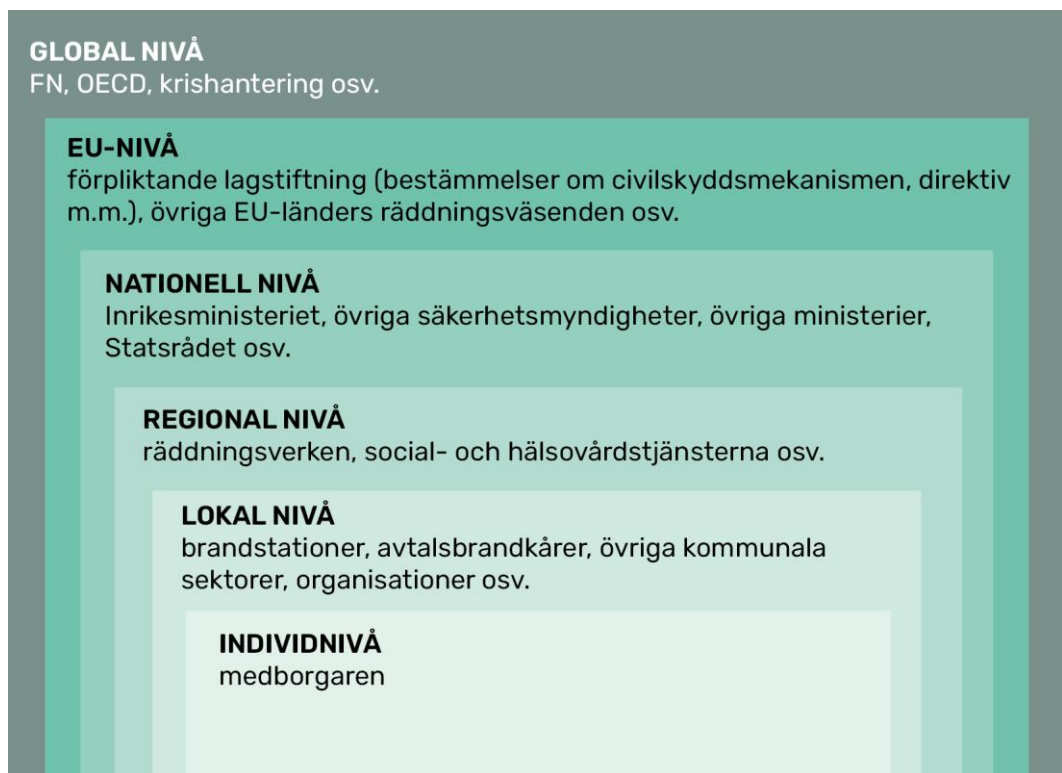 GLOBAL NIVÅ
FN, OECD, krishantering osv.
EU-NIVÅ
förpliktande lagstiftning (bestämmelser om civilskyddsmekanismen, direktiv
m.m.), övriga EU-länders räddningsväsenden osv.
NATIONELL NIVÅ
Inrikesministeriet, övriga säkerhetsmyndigheter, övriga ministerier,
Statsrådet osv.
REGIONAL NIVÅ
räddningsverken, social- och hälsovårdstjänsterna osv.
LOKAL NIVÅ
brandstationer, avtalsbrandkårer, övriga kommunala
sektorer, organisationer osv.
INDIVIDNIVÅ
medborgaren